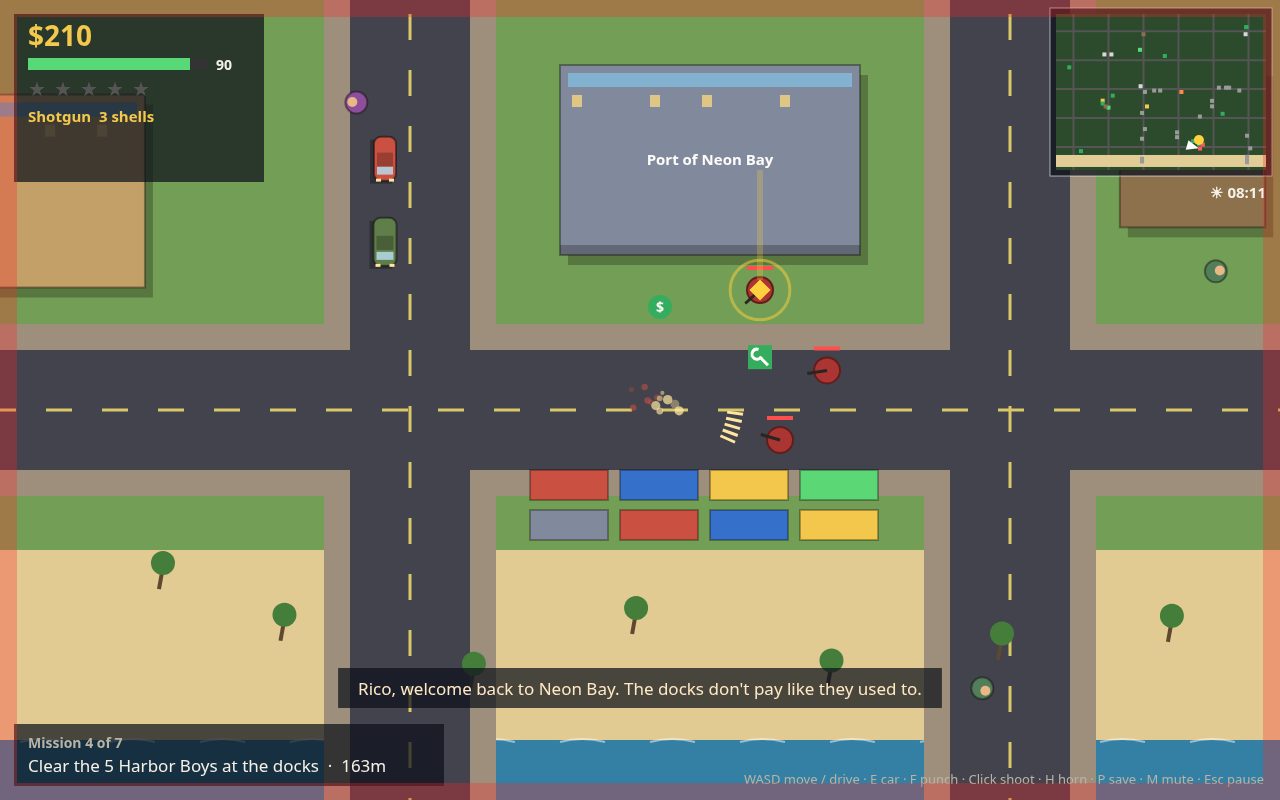 $210
90
Shotgun 3 shells
Port of Neon Bay
☀ 08:11
$
Rico, welcome back to Neon Bay. The docks don't pay like they used to.
Mission 4 of 7
Clear the 5 Harbor Boys at the docks · 163m
WASD move / drive · E car · F punch · Click shoot · H horn · P save · M mute · Esc pause